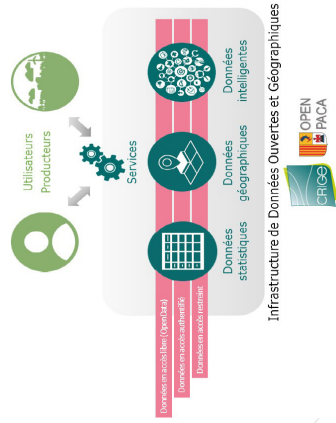 Utilisateurs
Producteurs
Services
Données
statistiques
Données
géographiques
Données
intelligentes
Données en accès libre (OpenData)
Données en accès authentifié
Données en accès restreint
Infrastructure de Données Ouvertes et Géographiques
CRIGE
OPEN
PACA